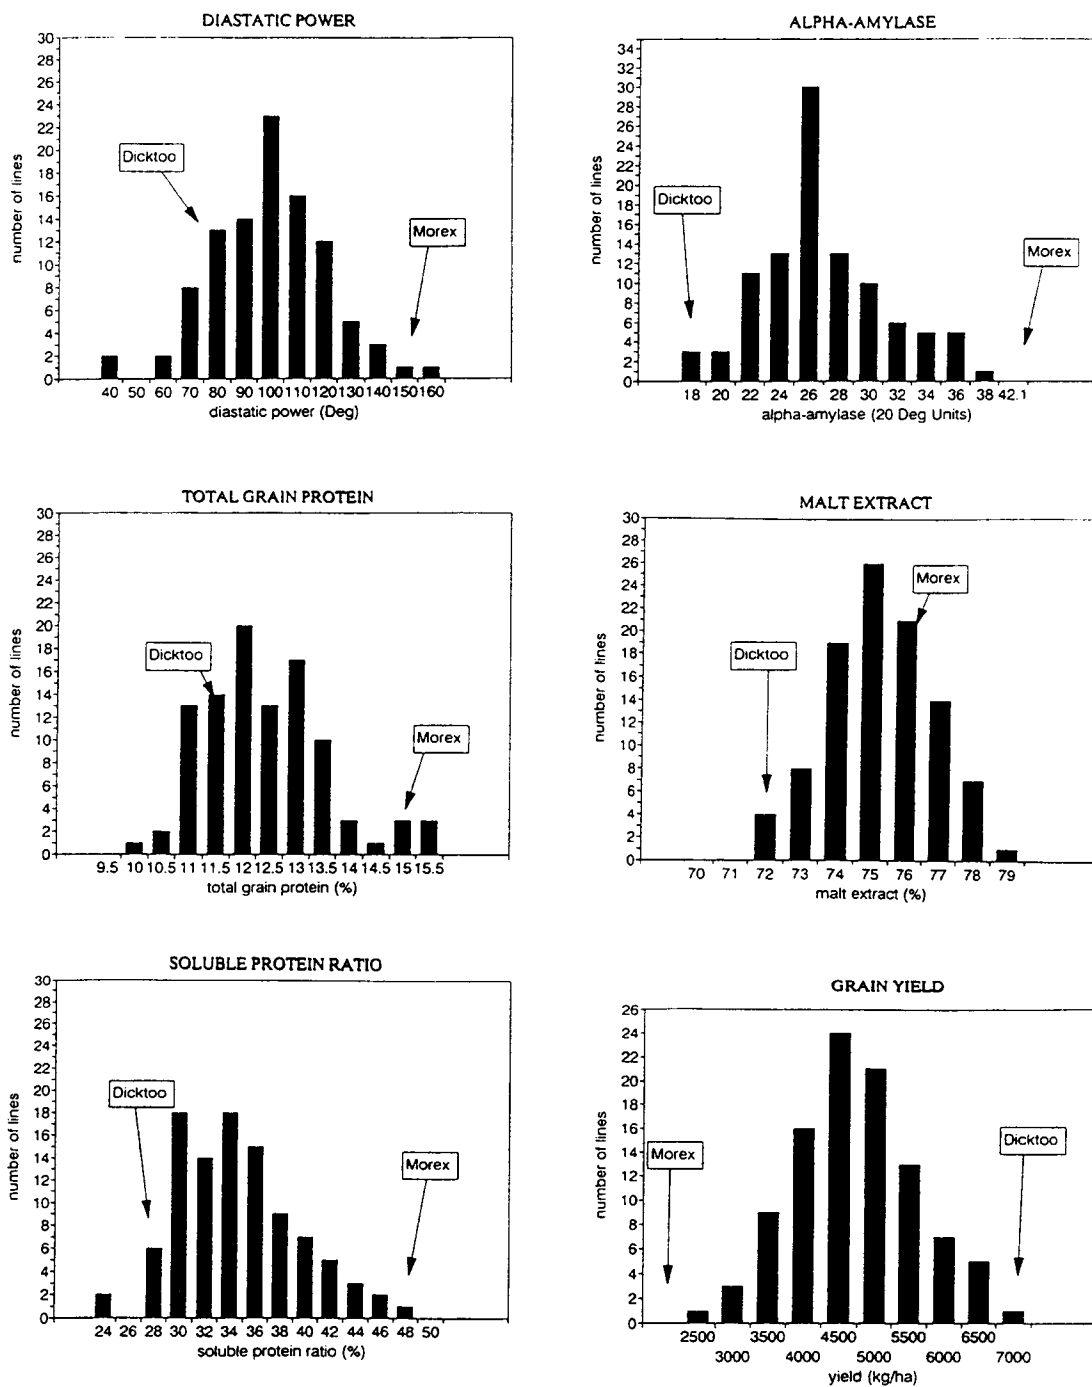 DIASTATIC POWER
30
28
26
24
22
20
18
16
14
12
10
8
6
4
2
0
number of lines
Dicktoo
Morex
40 50 60 70 80 90 100 110 120 130 140 150 160
diastatic power (Deg)
ALPHA-AMYLASE
34
32
30
28
26
24
22
20
18
16
14
12
10
8
6
4
2
0
number of lines
Dicktoo
Morex
18 20 22 24 26 28 30 32 34 36 38 42.1
alpha-amylase (20 Deg Units)
TOTAL GRAIN PROTEIN
30
28
26
24
22
20
18
16
14
12
10
8
6
4
2
0
number of lines
Dicktoo
Morex
9.5 10 10.5 11 11.5 12 12.5 13 13.5 14 14.5 15 15.5
total grain protein (%)
MALT EXTRACT
30
28
26
24
22
20
18
16
14
12
10
8
6
4
2
0
number of lines
Morex
Dicktoo
70 71 72 73 74 75 76 77 78 79
malt extract (%)
SOLUBLE PROTEIN RATIO
30
28
26
24
22
20
18
16
14
12
10
8
6
4
2
0
number of lines
Dicktoo
Morex
24 26 28 30 32 34 36 38 40 42 44 46 48 50
soluble protein ratio (%)
GRAIN YIELD
26
24
22
20
18
16
14
12
10
8
6
4
2
0
number of lines
Morex
Dicktoo
2500 3500 4500 5500 6500
3000 4000 5000 6000 7000
yield (kg/ha)